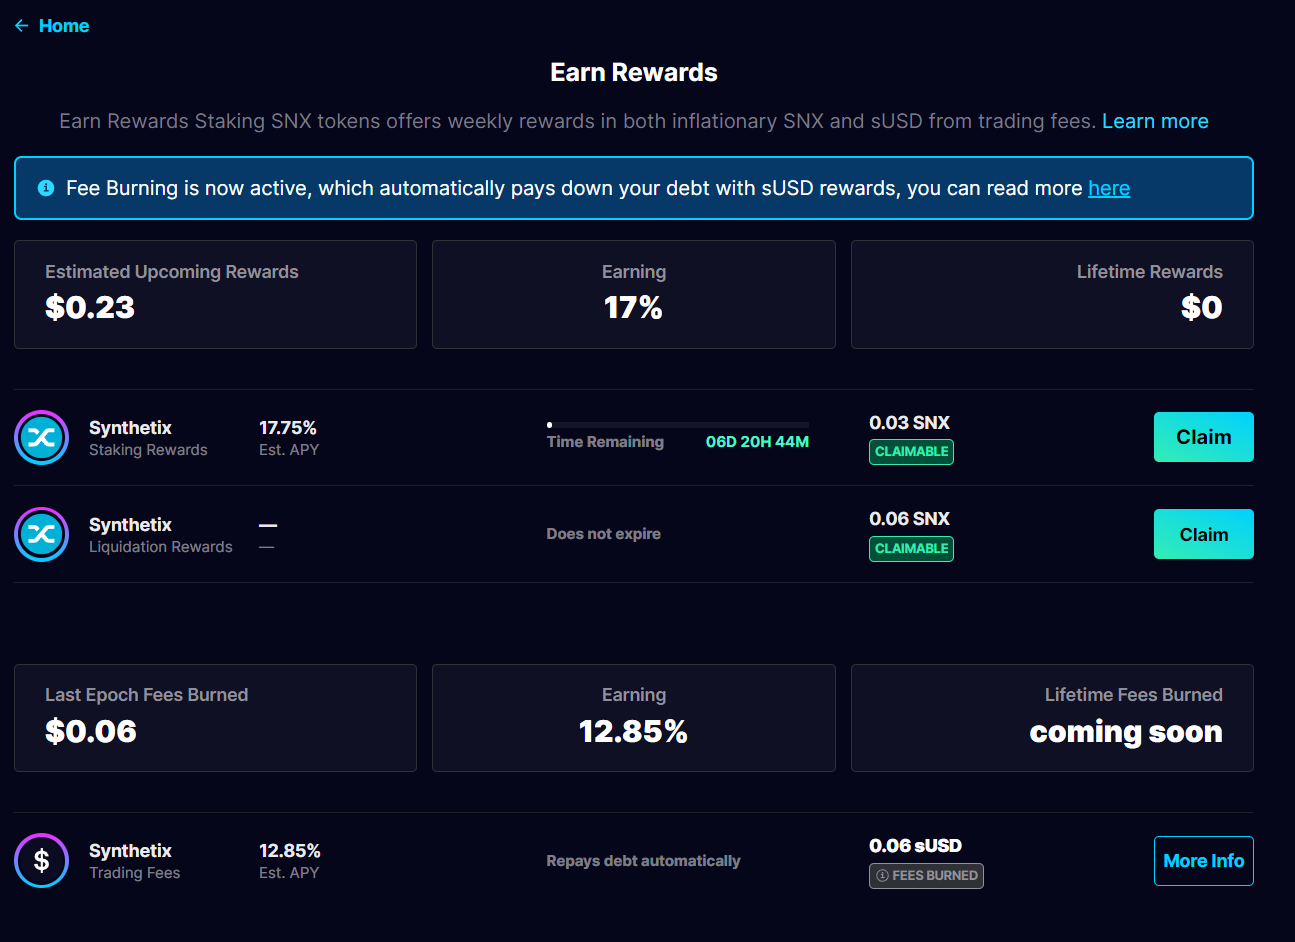 ← Home
Earn Rewards
Earn Rewards Staking SNX tokens offers weekly rewards in both inflationary SNX and sUSD from trading fees. Learn more
Fee Burning is now active, which automatically pays down your debt with sUSD rewards, you can read more here
Estimated Upcoming Rewards
$0.23
Earning
17%
Lifetime Rewards
$0
Synthetix
Staking Rewards
17.75%
Est. APY
Time Remaining 06D 20H 44M
0.03 SNX
CLAIMABLE
Claim
Synthetix
Liquidation Rewards
—
—
Does not expire
0.06 SNX
CLAIMABLE
Claim
Last Epoch Fees Burned
$0.06
Earning
12.85%
Lifetime Fees Burned
coming soon
$
Synthetix
Trading Fees
12.85%
Est. APY
Repays debt automatically
0.06 sUSD
FEES BURNED
More Info